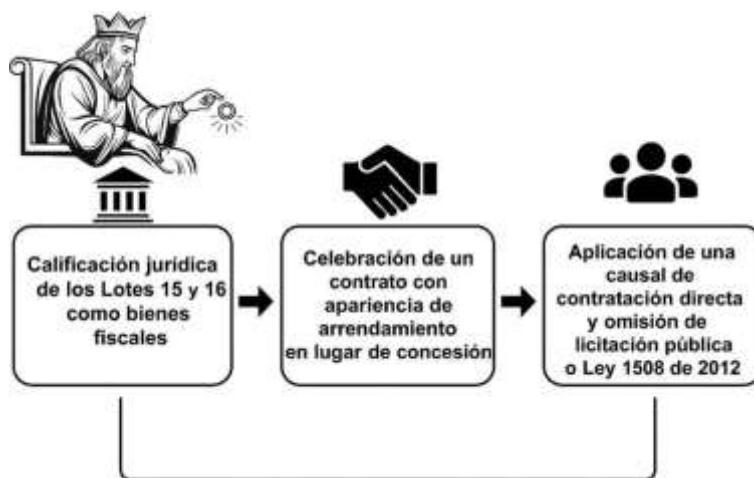 Calificación jurídica
de los Lotes 15 y 16
como bienes
fiscales
Celebración de un
contrato con
apariencia de
arrendamiento
en lugar de concesión
Aplicación de una
causal de
contratación directa
y omisión de
licitación pública
o Ley 1508 de 2012